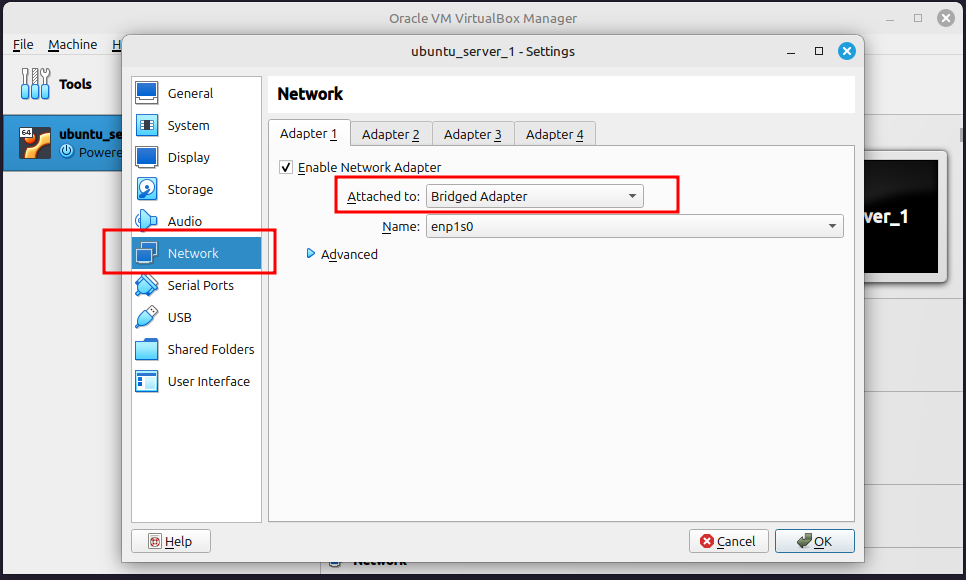 Oracle VM VirtualBox Manager
File Machine H
ubuntu_server_1 - Settings
Tools
64
ubuntu_se
Powere
General
System
Display
Storage
Audio
Network
Serial Ports
USB
Shared Folders
User Interface
Network
Adapter 1 Adapter 2 Adapter 3 Adapter 4
Enable Network Adapter
Attached to: Bridged Adapter
Name: enp1s0
Advanced
ver_1
Help Cancel OK
Network